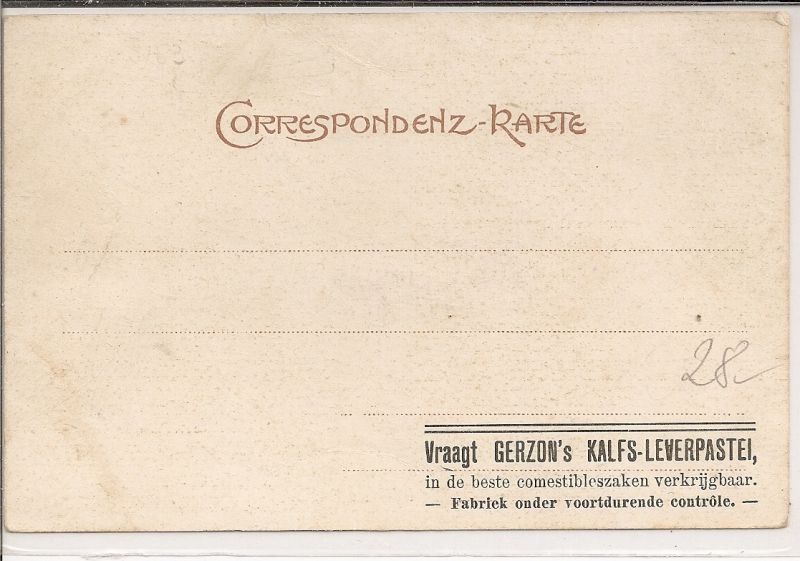 CORRESPONDENZ-KARTE
28-
Vraagt GERZON's KALFS-LEVERPASTEI,
in de beste comestibleszaken verkrijgbaar.
— Fabriek onder voortdurende contrôle. —